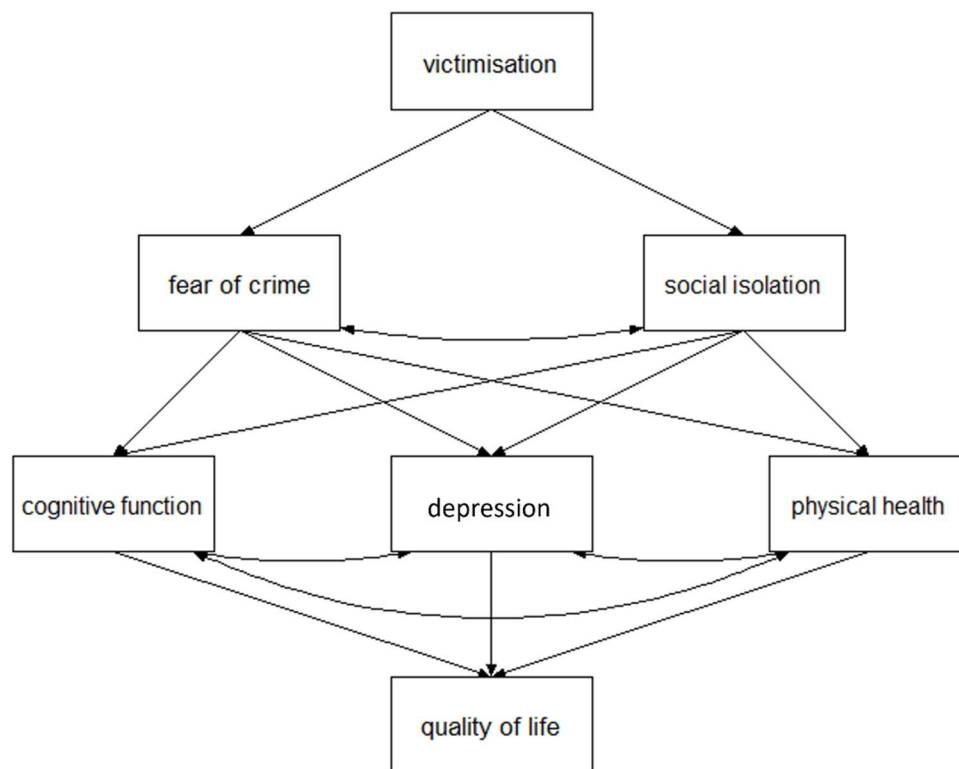 victimisation
fear of crime
social isolation
cognitive function
depression
physical health
quality of life